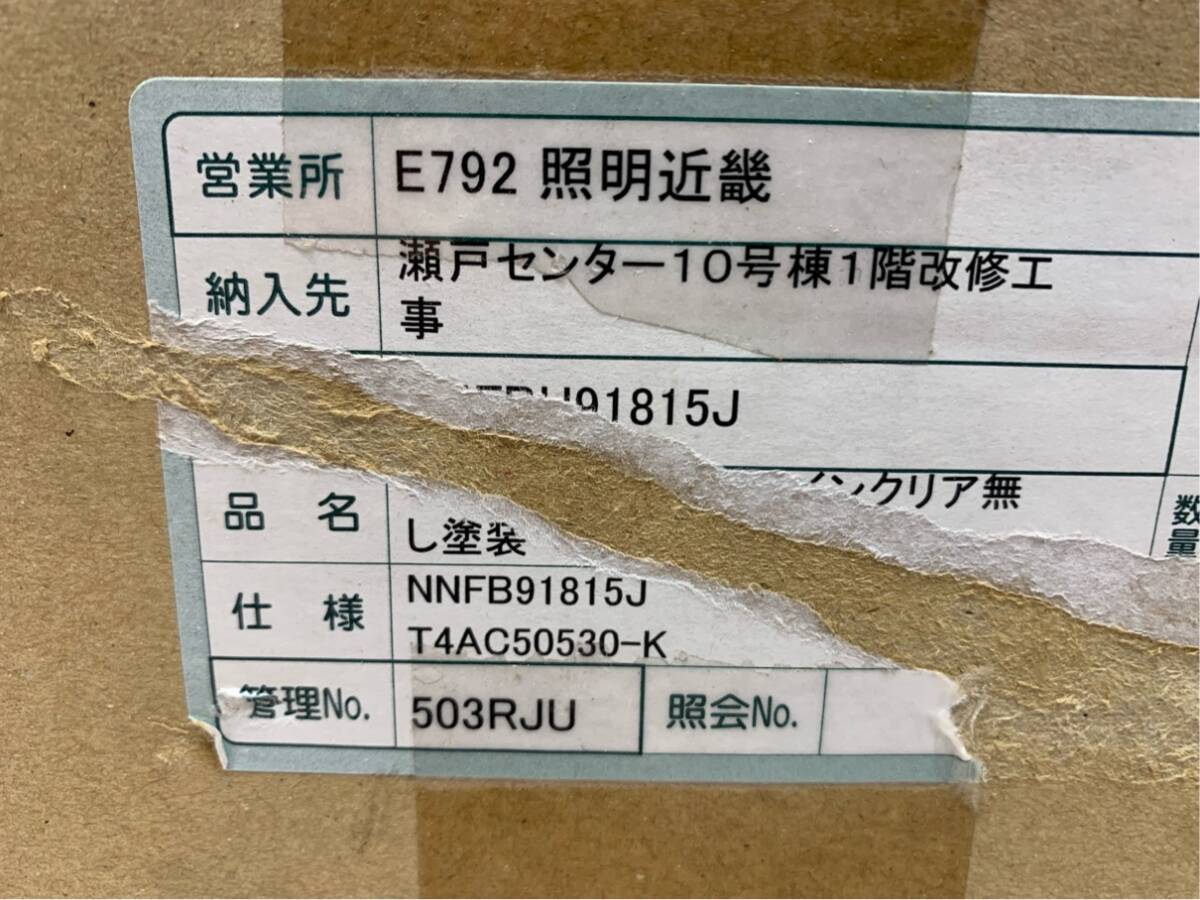 営業所 E792 照明近畿
納入先 瀬戸センター10号棟1階改修工
事
91815J
ンクリア無
品名 し塗装
数量
仕様 NNFB91815J
T4AC50530-K
管理No. 503RJU 照会No.